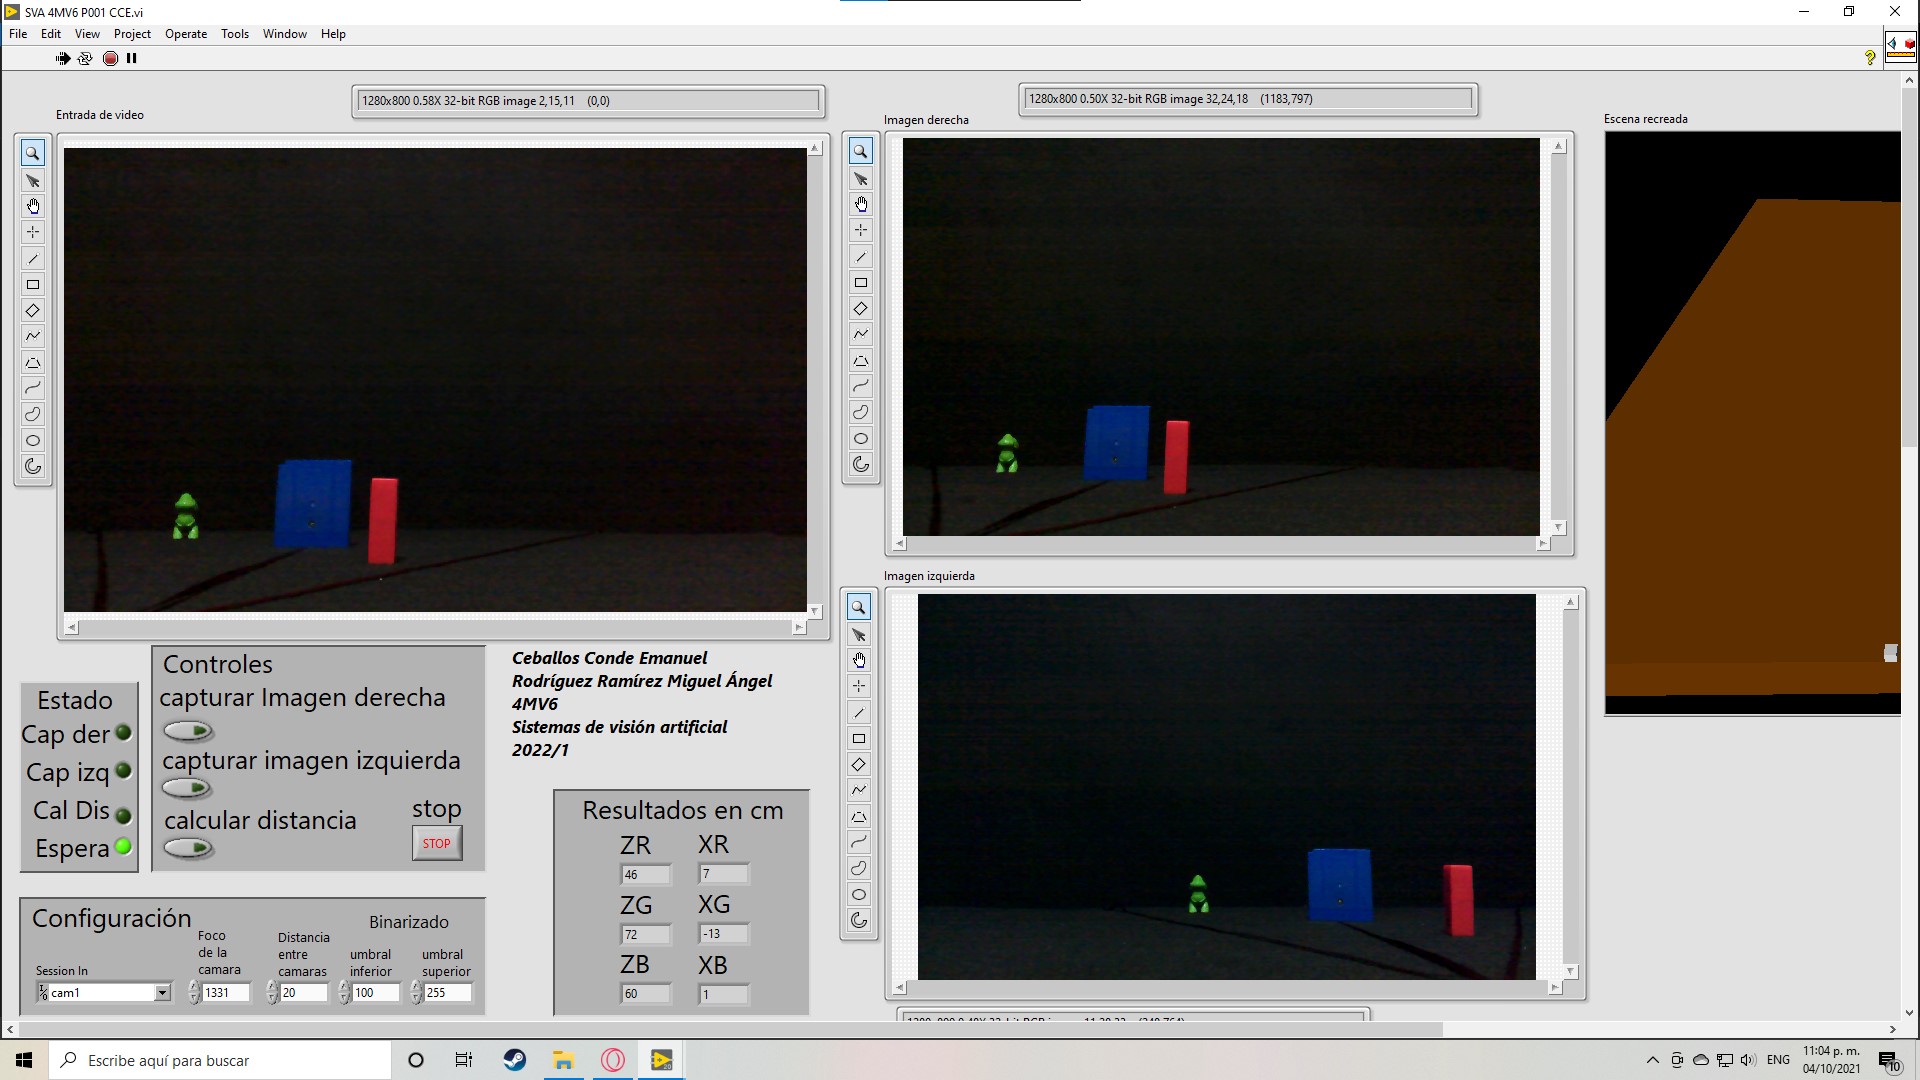 SVA 4MV6 P001 CCE.vi
File Edit View Project Operate Tools Window Help
1280x800 0.58X 32-bit RGB image 2,15,11 (0,0)
1280x800 0.50X 32-bit RGB image 32,24,18 (1183,797)
Entrada de video
Imagen derecha
Escena recreada
Imagen izquierda
Controles
capturar Imagen derecha
capturar imagen izquierda
calcular distancia
stop
STOP
Estado
Cap der
Cap izq
Cal Dis
Espera
Ceballos Conde Emanuel
Rodríguez Ramírez Miguel Ángel
4MV6
Sistemas de visión artificial
2022/1
Resultados en cm
ZR XR
46 7
ZG XG
72 -13
ZB XB
60 1
Configuración
Binarizado
Session In
cam1
Foco
de la
camara
1331
Distancia
entre
camaras
20
umbral
inferior
100
umbral
superior
255
Escribe aquí para buscar
20
ENG
11:04 p. m.
04/10/2021
10